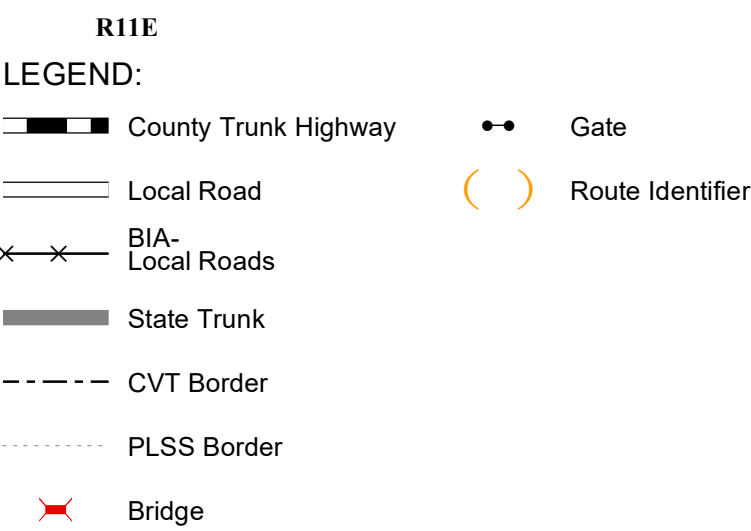 R11E
LEGEND:
County Trunk Highway
Gate
Local Road
( ) Route Identifier
BIA-
Local Roads
State Trunk
CVT Border
PLSS Border
Bridge